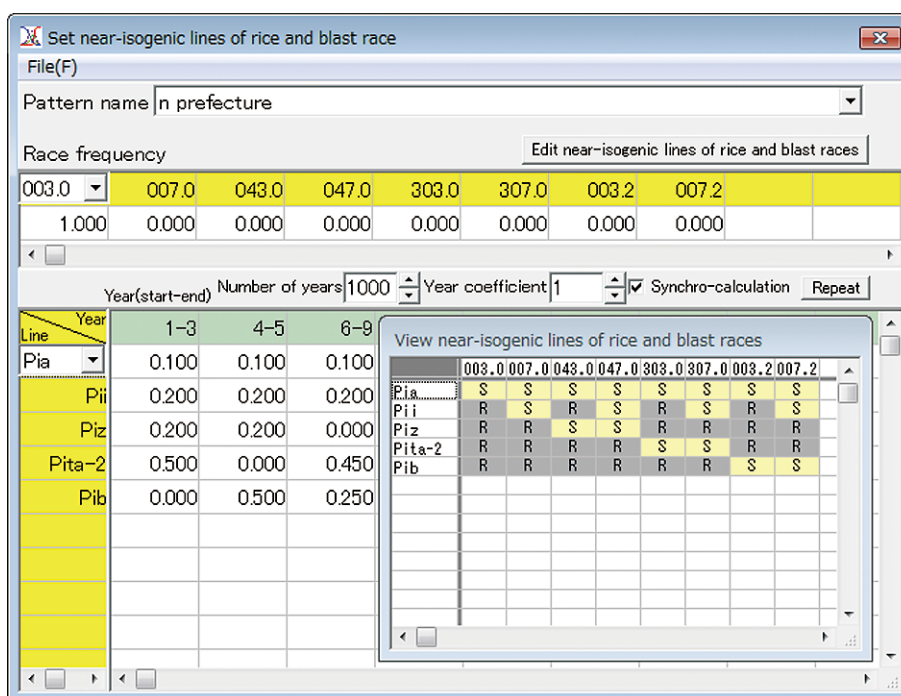 Set near-isogenic lines of rice and blast race
File(F)
Pattern name n prefecture
Race frequency Edit near-isogenic lines of rice and blast races
003.0 007.0 043.0 047.0 303.0 307.0 003.2 007.2
1.000 0.000 0.000 0.000 0.000 0.000 0.000 0.000
Year(start-end) Number of years 1000 Year coefficient 1 Synchro-calculation Repeat
Year
Line
1-3 4-5 6-9
Pia 0.100 0.100 0.100
Pii 0.200 0.200 0.200
Piz 0.200 0.200 0.000
Pita-2 0.500 0.000 0.450
Pib 0.000 0.500 0.250
View near-isogenic lines of rice and blast races
003.0 007.0 043.0 047.0 303.0 307.0 003.2 007.2
Pia S S S S S S S S
Pii R S R S R S R S
Piz R R S S R R R R
Pita-2 R R R R S S R R
Pib R R R R R R S S